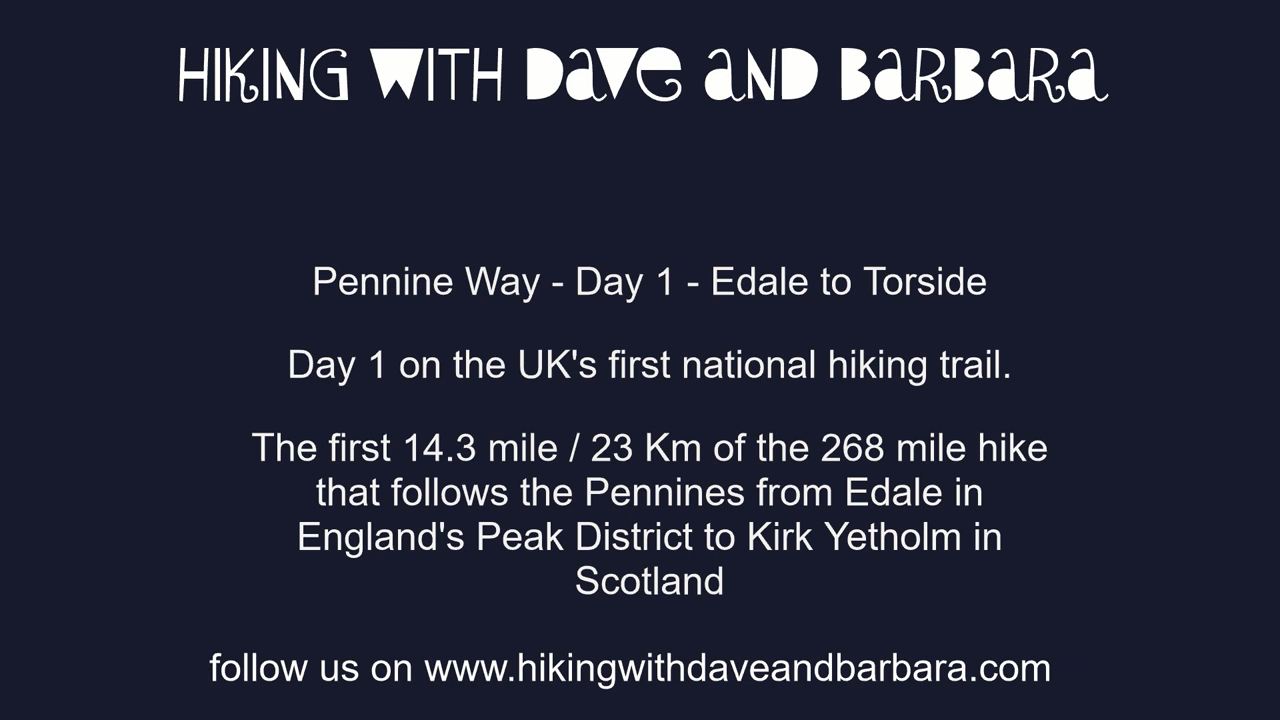 HIKING WITH DAVE AND BARBARA
Pennine Way - Day 1 - Edale to Torside
Day 1 on the UK's first national hiking trail.
The first 14.3 mile / 23 Km of the 268 mile hike
that follows the Pennines from Edale in
England's Peak District to Kirk Yetholm in
Scotland
follow us on www.hikingwithdaveandbarbara.com